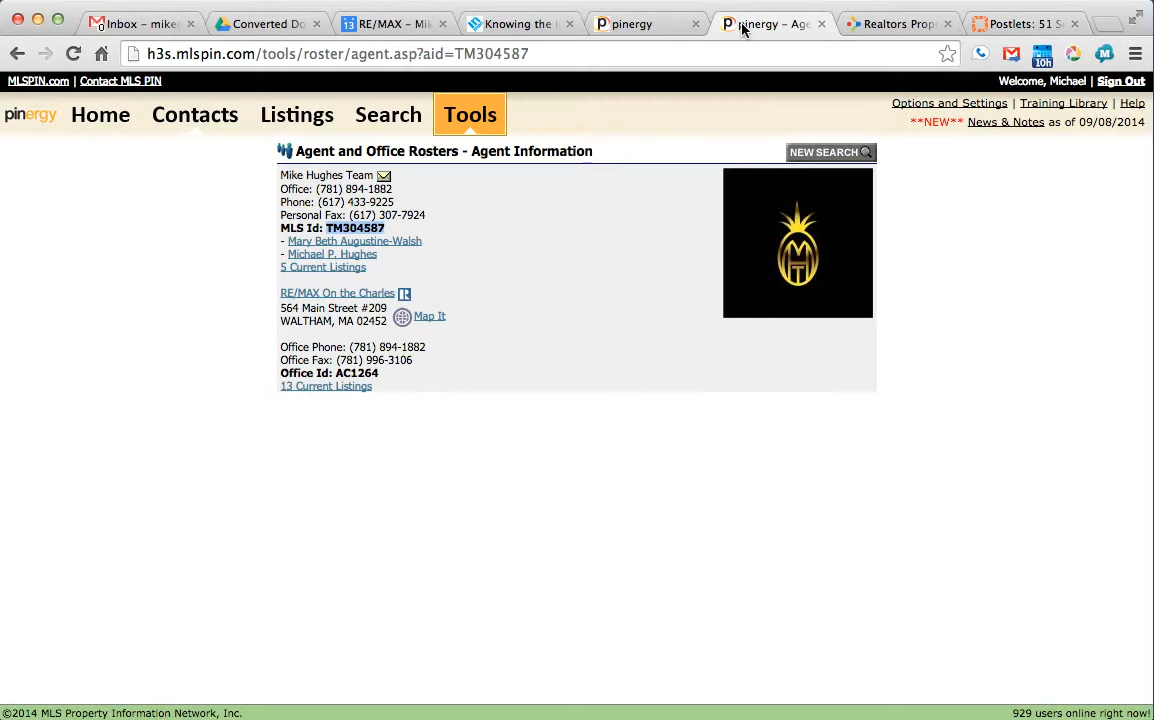 Inbox – mike
Converted Do
13 RE/MAX – Mik
Knowing the
pinergy
pinergy – Age
Realtors Prop
Postlets: 51 S
h3s.mlspin.com/tools/roster/agent.asp?aid=TM304587
10h
MLSPIN.com | Contact MLS PIN
Welcome, Michael | Sign Out
pinergy Home Contacts Listings Search Tools
Options and Settings | Training Library | Help
**NEW** News & Notes as of 09/08/2014
Agent and Office Rosters - Agent Information
NEW SEARCH
Mike Hughes Team
Office: (781) 894-1882
Phone: (617) 433-9225
Personal Fax: (617) 307-7924
MLS Id: TM304587
- Mary Beth Augustine-Walsh
- Michael P. Hughes
5 Current Listings
RE/MAX On the Charles R
564 Main Street #209
WALTHAM, MA 02452
Map It
Office Phone: (781) 894-1882
Office Fax: (781) 996-3106
Office Id: AC1264
13 Current Listings
MHT
©2014 MLS Property Information Network, Inc.
929 users online right now!